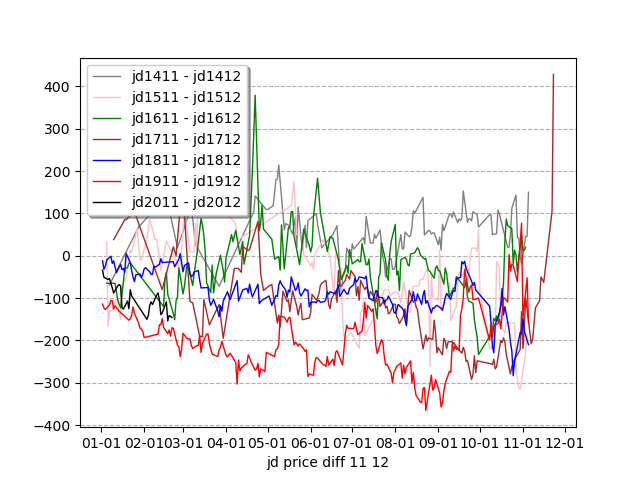 400
300
200
100
0
−100
−200
−300
−400
jd1411 - jd1412
jd1511 - jd1512
jd1611 - jd1612
jd1711 - jd1712
jd1811 - jd1812
jd1911 - jd1912
jd2011 - jd2012
01-01 02-01 03-01 04-01 05-01 06-01 07-01 08-01 09-01 10-01 11-01 12-01
jd price diff 11 12